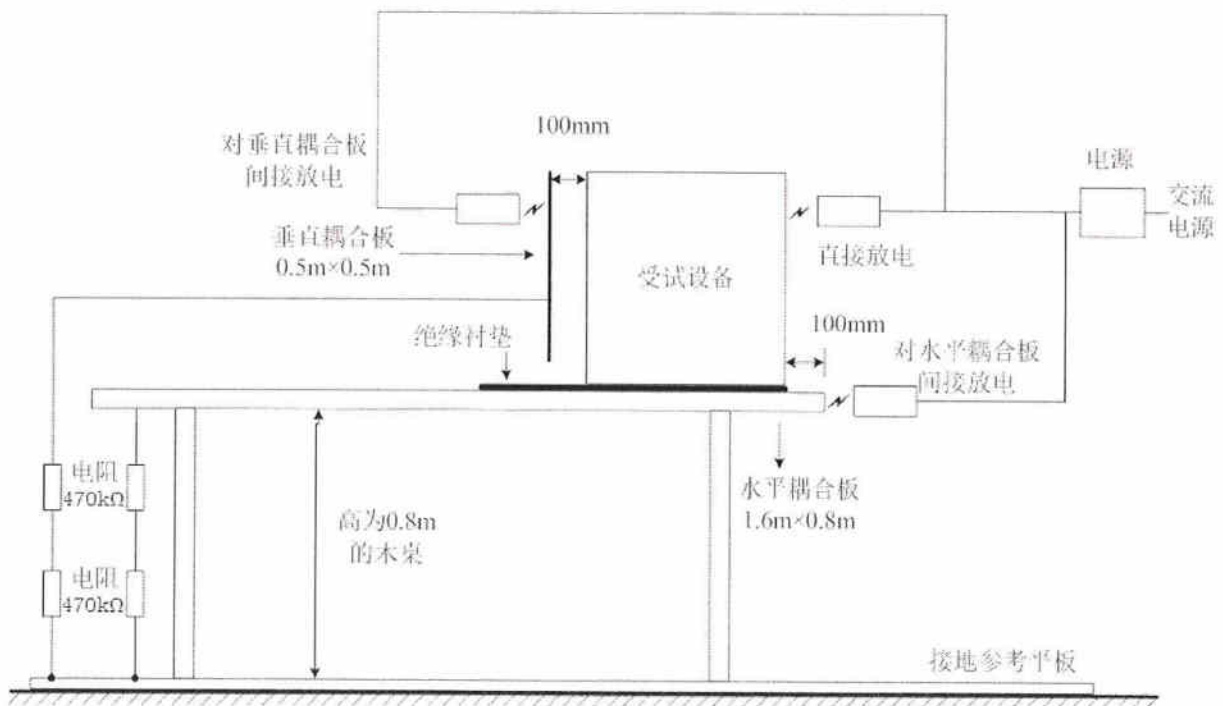 100mm
对垂直耦合板
间接放电
电源
交流
电源
垂直耦合板
0.5m×0.5m
直接放电
受试设备
100mm
绝缘衬垫
对水平耦合板
间接放电
电阻
470kΩ
水平耦合板
1.6m×0.8m
高为0.8m
的木桌
电阻
470kΩ
接地参考平板